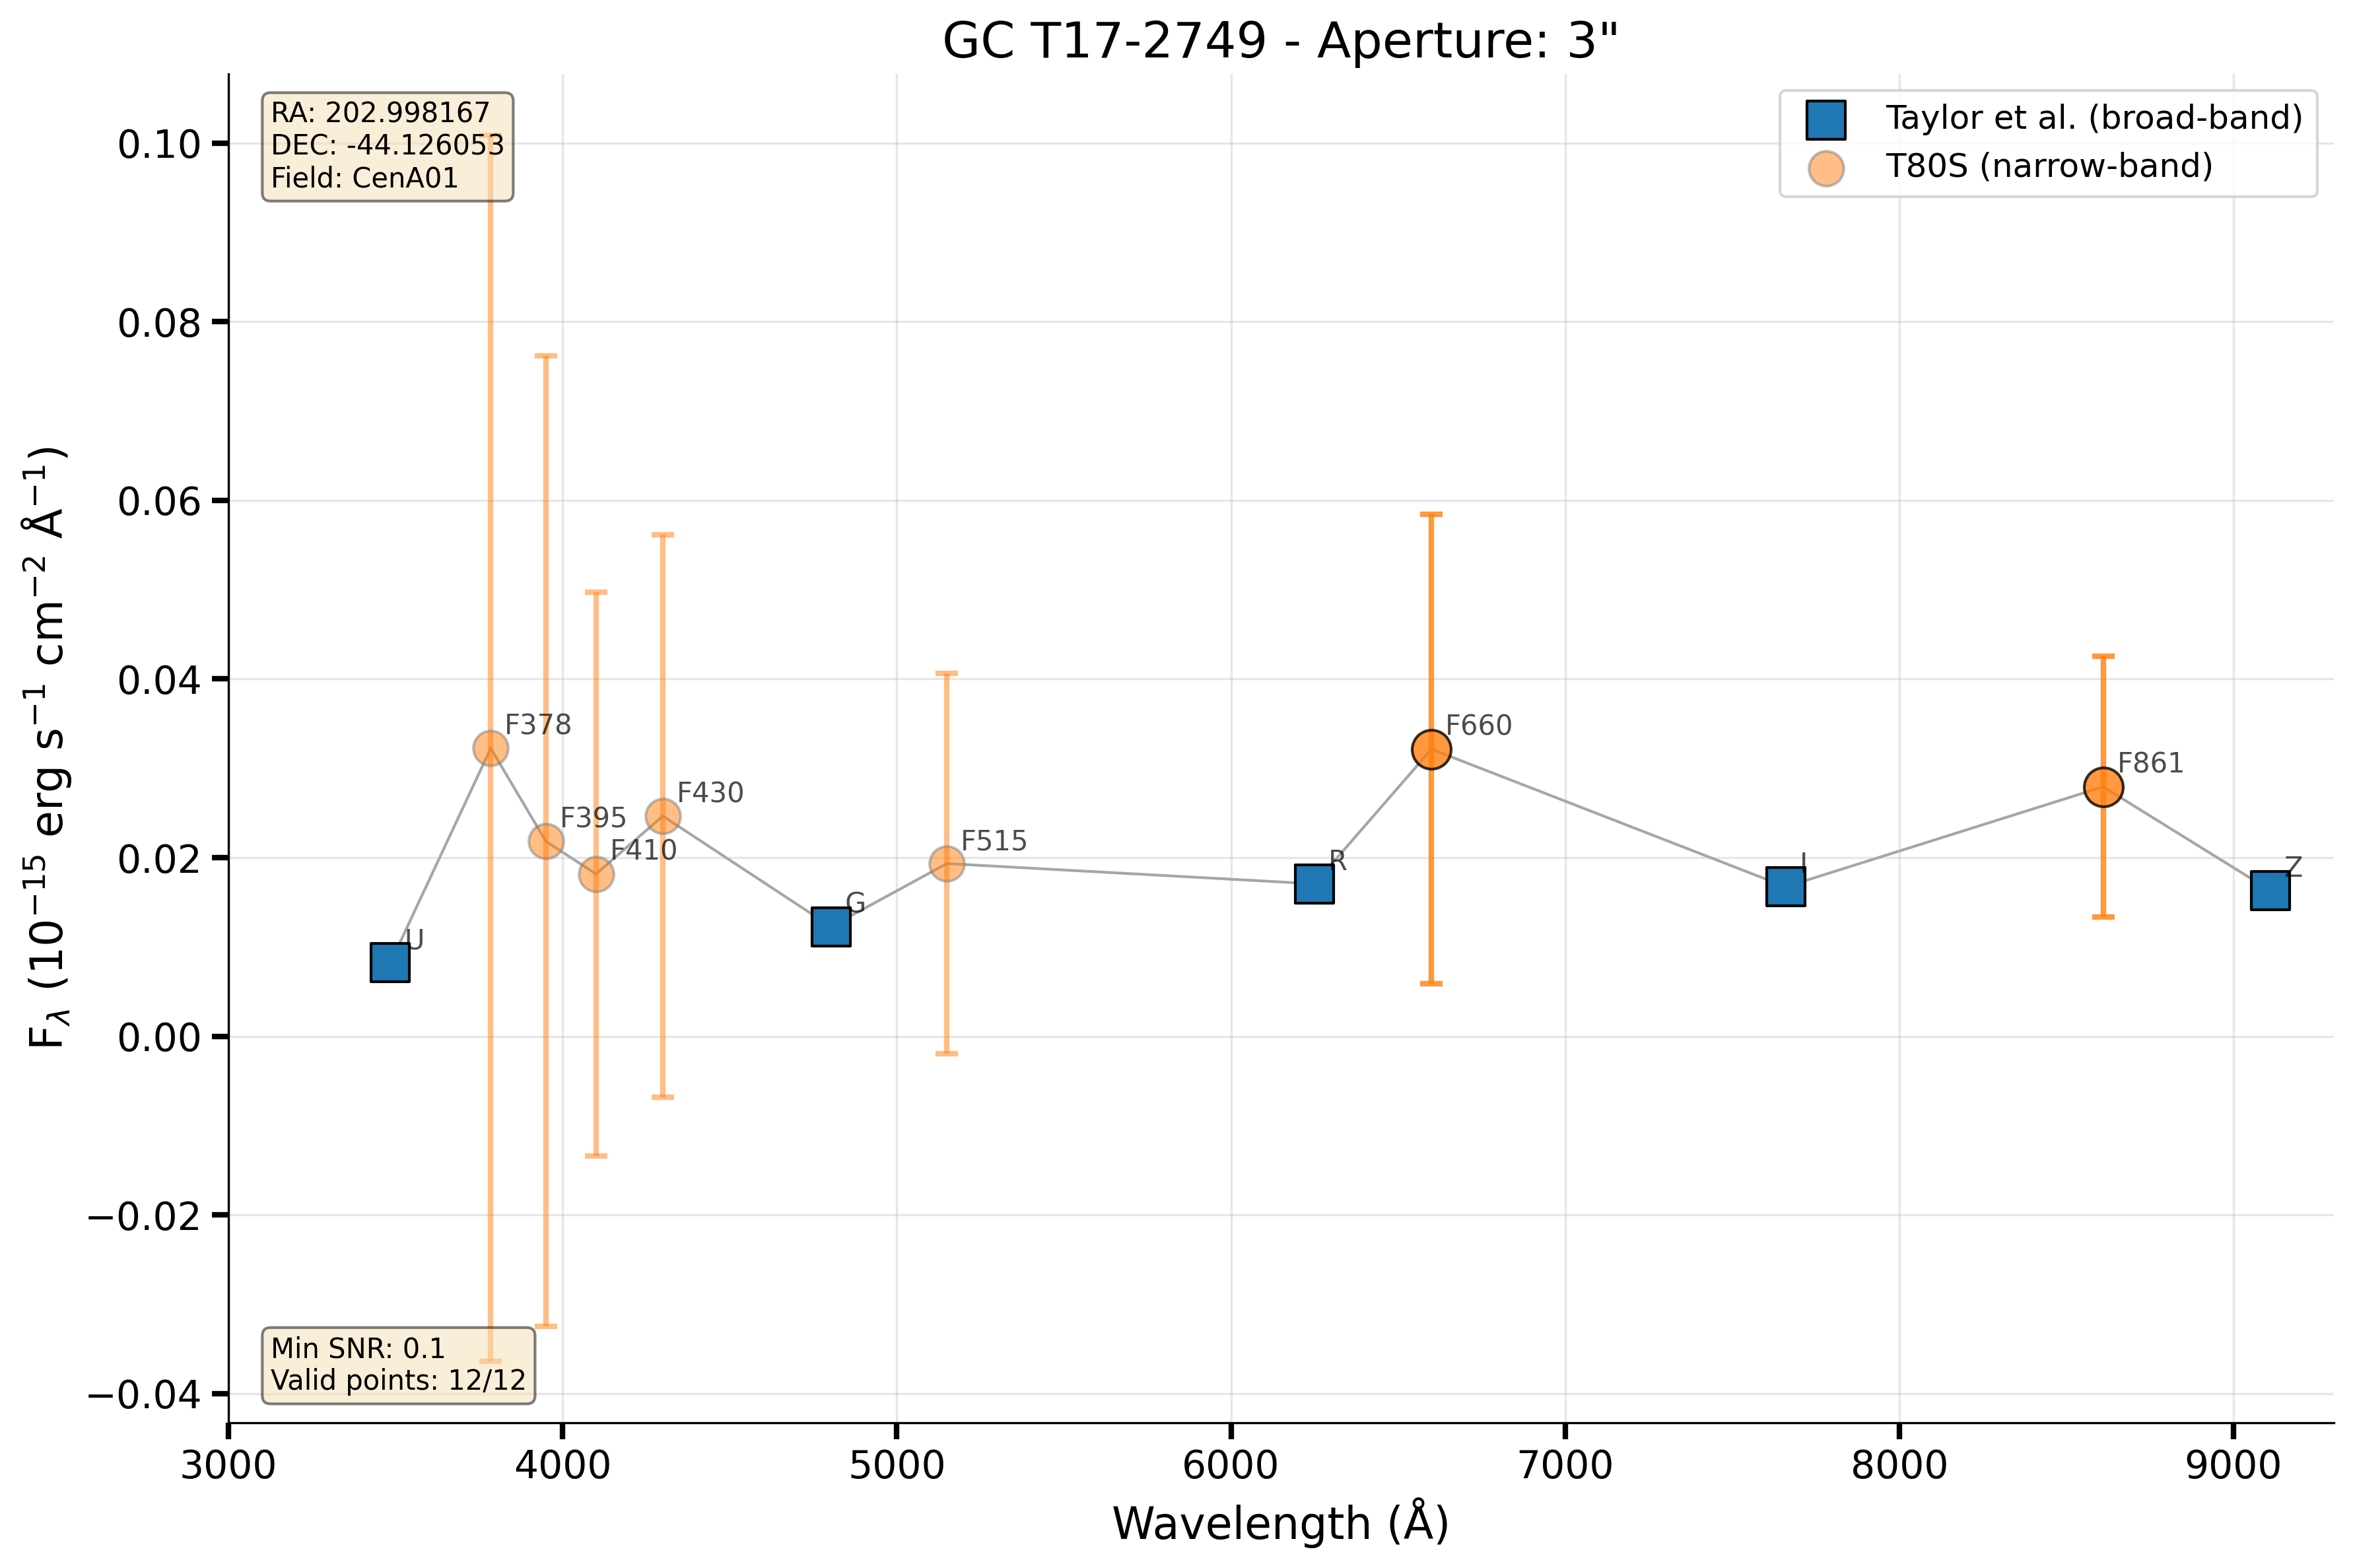 GC T17-2749 - Aperture: 3"
RA: 202.998167
DEC: -44.126053
Field: CenA01
Taylor et al. (broad-band)
T80S (narrow-band)
0.10
0.08
0.06
0.04
0.02
0.00
−0.02
−0.04
F_λ (10⁻¹⁵ erg s⁻¹ cm⁻² Å⁻¹)
U
F378
F395
F410
F430
G
F515
R
F660
I
F861
Z
Min SNR: 0.1
Valid points: 12/12
3000 4000 5000 6000 7000 8000 9000
Wavelength (Å)